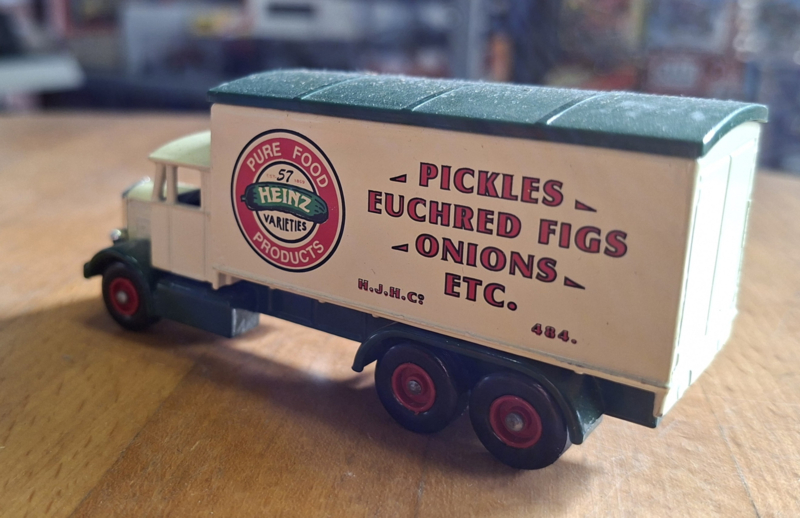 PURE FOOD
57
HEINZ
VARIETIES
PRODUCTS
PICKLES
EUCHRED FIGS
ONIONS
ETC.
H.J.H.Co
484.